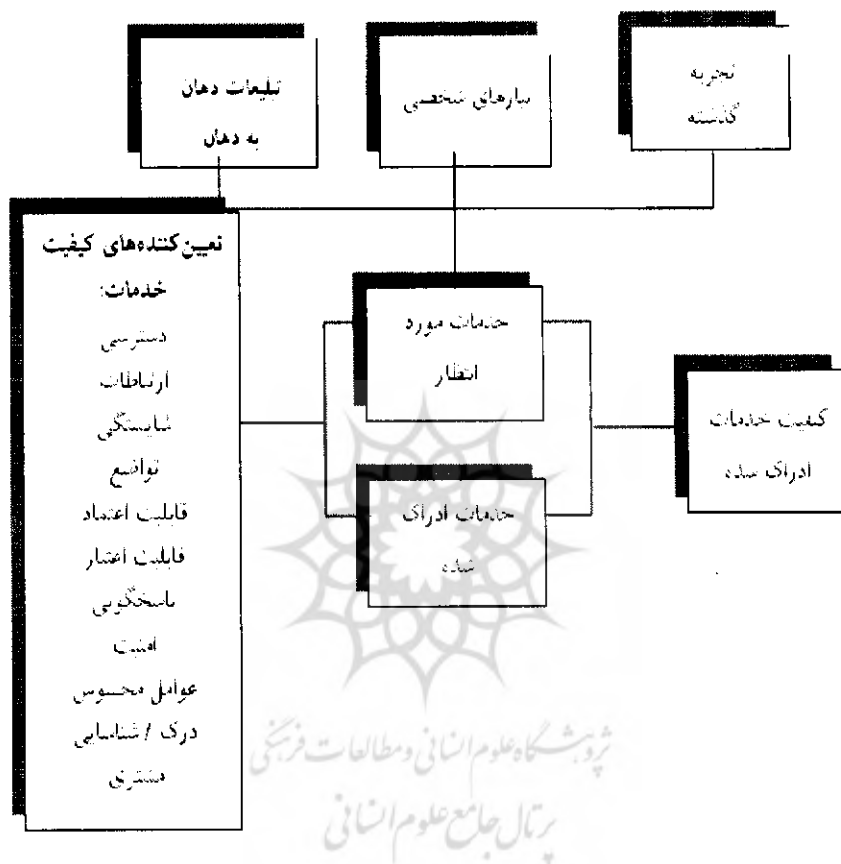 تجربه
گذشته
نیازهای شخصی
تبلیغات دهان
به دهان
تعیین‌کننده‌های کیفیت
خدمات:
دسترسی
ارتباطات
شایستگی
تواضع
قابلیت اعتماد
قابلیت اعتبار
پاسخگویی
امنیت
عوامل محسوس
درک / شناسایی
مشتری
خدمات مورد
انتظار
خدمات ادراک
شده
کیفیت خدمات
ادراک شده
پژوهشگاه علوم انسانی و مطالعات فرهنگی
پرتال جامع علوم انسانی